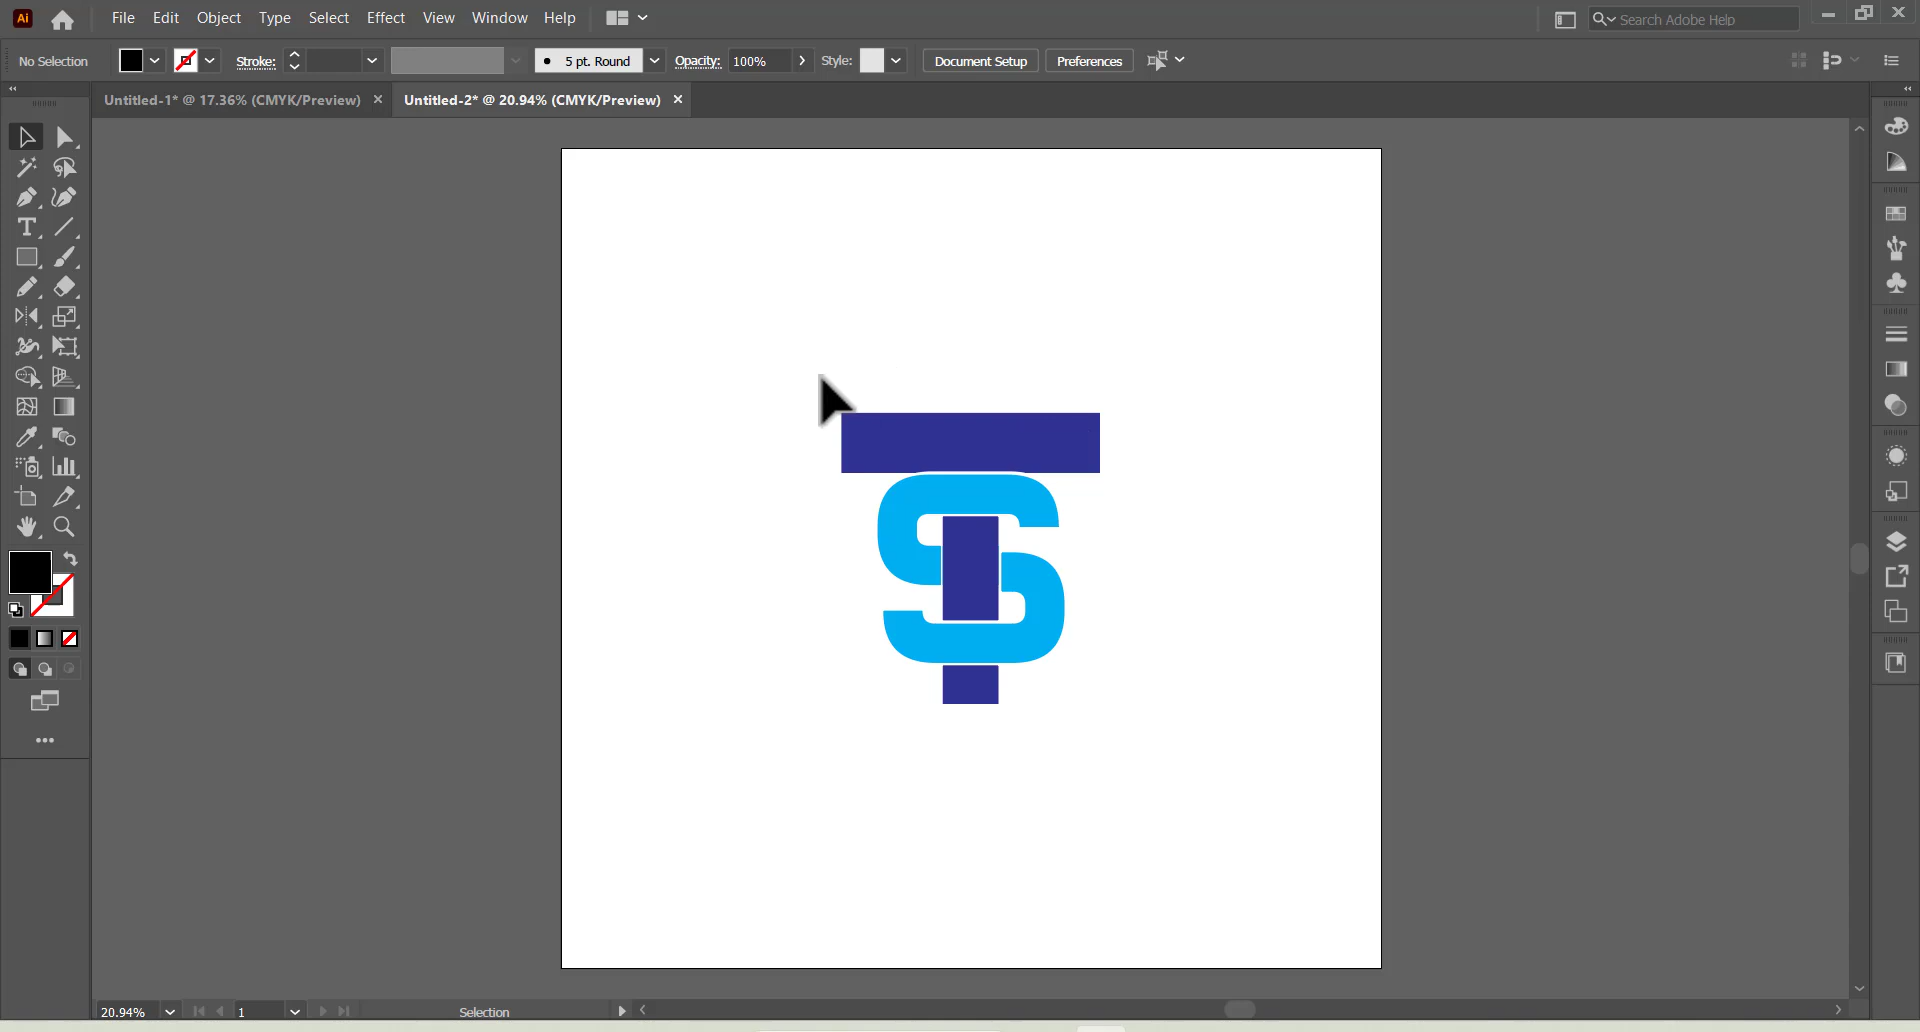 Ai File Edit Object Type Select Effect View Window Help Search Adobe Help
No Selection Stroke: 5 pt. Round Opacity: 100% Style: Document Setup Preferences
Untitled-1* @ 17.36% (CMYK/Preview) × Untitled-2* @ 20.94% (CMYK/Preview) ×
T
S
20.94% 1 Selection